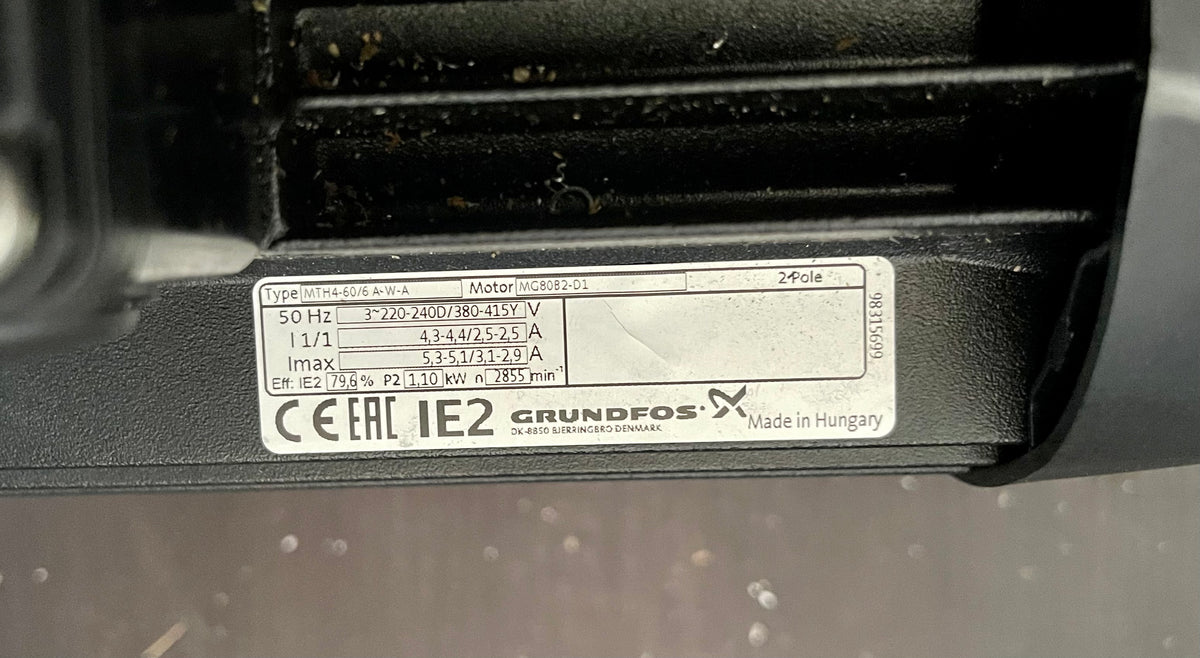 Type MTH4-60/6 A-W-A Motor MG80B2-D1 2-Pole
50 Hz 3~220-240D/380-415Y V
I 1/1 4,3-4,4/2,5-2,5 A
Imax 5,3-5,1/3,1-2,9 A
Eff: IE2 79,6 % P2 1,10 kW n 2855 min⁻¹
98315699
CE EAC IE2 GRUNDFOS
DK-8850 BJERRINGBRO DENMARK
Made in Hungary